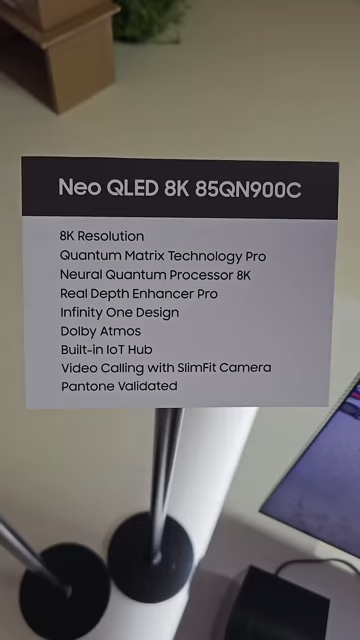 Neo QLED 8K 85QN900C
8K Resolution
Quantum Matrix Technology Pro
Neural Quantum Processor 8K
Real Depth Enhancer Pro
Infinity One Design
Dolby Atmos
Built-in IoT Hub
Video Calling with SlimFit Camera
Pantone Validated